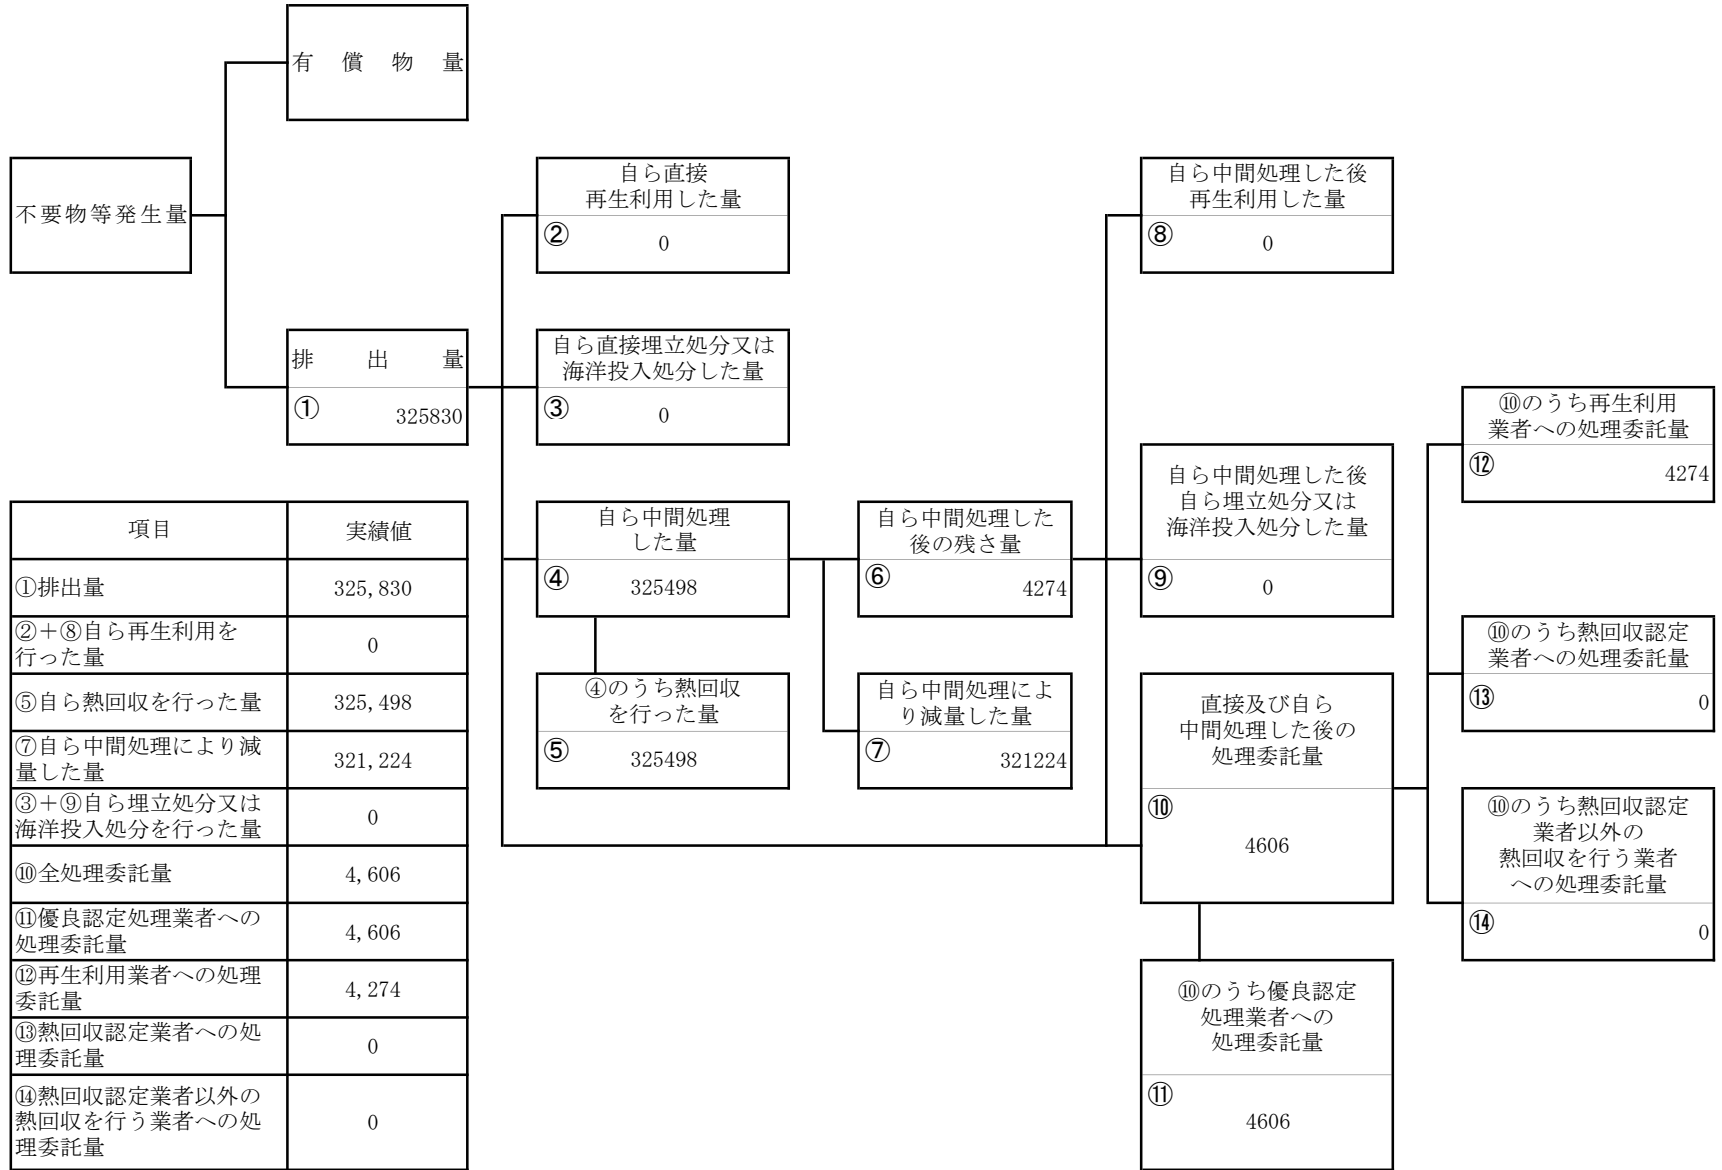 有償物量
不要物等発生量
排出量
① 325830
自ら直接
再生利用した量
② 0
自ら直接埋立処分又は
海洋投入処分した量
③ 0
自ら中間処理
した量
④ 325498
④のうち熱回収
を行った量
⑤ 325498
自ら中間処理した
後の残さ量
⑥ 4274
自ら中間処理によ
り減量した量
⑦ 321224
自ら中間処理した後
再生利用した量
⑧ 0
自ら中間処理した後
自ら埋立処分又は
海洋投入処分した量
⑨ 0
直接及び自ら
中間処理した後の
処理委託量
⑩
4606
⑩のうち優良認定
処理業者への
処理委託量
⑪
4606
⑩のうち再生利用
業者への処理委託量
⑫ 4274
⑩のうち熱回収認定
業者への処理委託量
⑬ 0
⑩のうち熱回収認定
業者以外の
熱回収を行う業者
への処理委託量
⑭ 0
項目 実績値
①排出量 325,830
②＋⑧自ら再生利用を
行った量 0
⑤自ら熱回収を行った量 325,498
⑦自ら中間処理により減
量した量 321,224
③＋⑨自ら埋立処分又は
海洋投入処分を行った量 0
⑩全処理委託量 4,606
⑪優良認定処理業者への
処理委託量 4,606
⑫再生利用業者への処理
委託量 4,274
⑬熱回収認定業者への処
理委託量 0
⑭熱回収認定業者以外の
熱回収を行う業者への処
理委託量 0